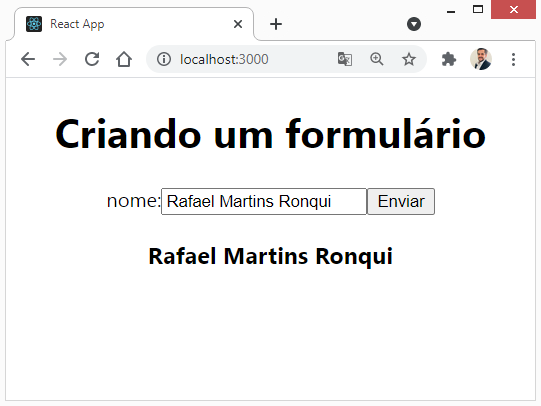 React App
localhost:3000
Criando um formulário
nome: Rafael Martins Ronqui Enviar
Rafael Martins Ronqui